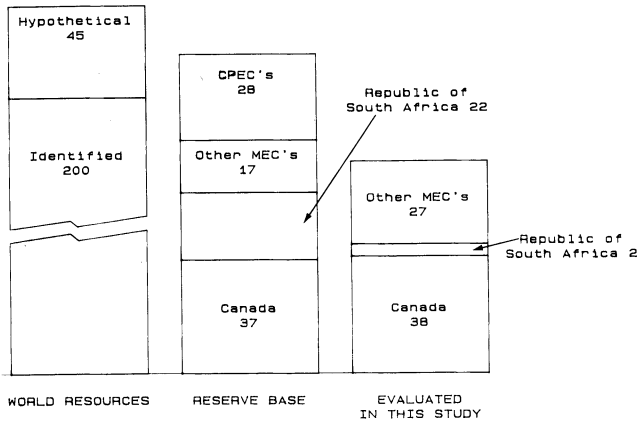 Hypothetical
45
Identified
200
CPEC's
28
Other MEC's
17
Canada
37
Republic of
South Africa 22
Other MEC's
27
Republic of
South Africa 2
Canada
38
WORLD RESOURCES
RESERVE BASE
EVALUATED
IN THIS STUDY